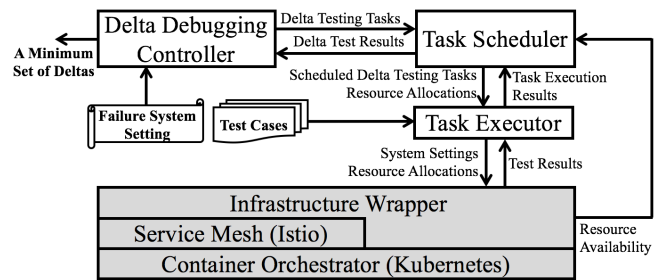 Delta Debugging
Controller
Delta Testing Tasks
Delta Test Results
Task Scheduler
A Minimum
Set of Deltas
Scheduled Delta Testing Tasks
Resource Allocations
Task Execution
Results
Failure System
Setting
Test Cases
Task Executor
System Settings
Resource Allocations
Test Results
Infrastructure Wrapper
Service Mesh (Istio)
Container Orchestrator (Kubernetes)
Resource
Availability